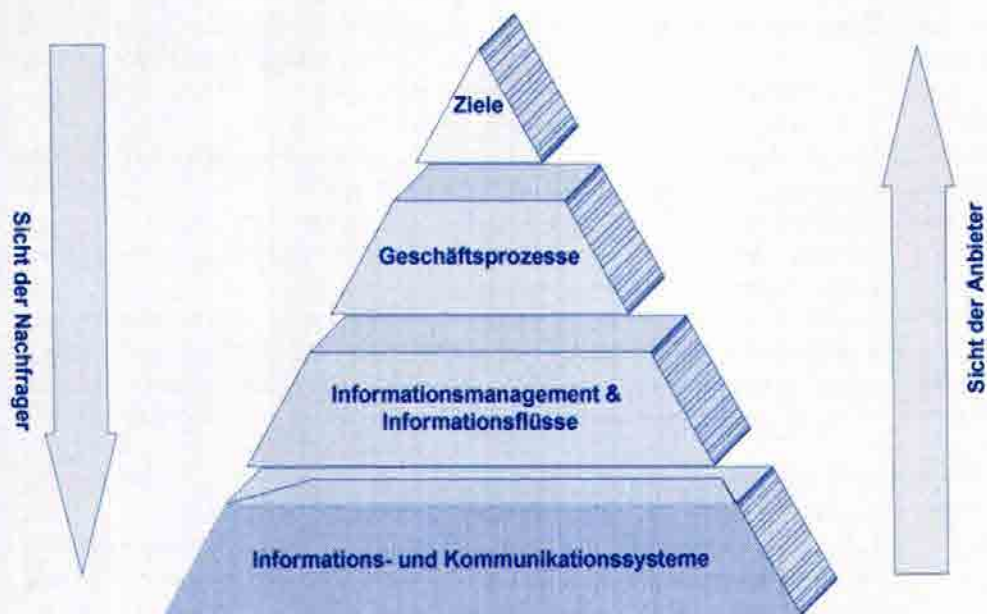 Ziele
Geschäftsprozesse
Informationsmanagement &
Informationsflüsse
Informations- und Kommunikationssysteme
Sicht der Nachfrager
Sicht der Anbieter